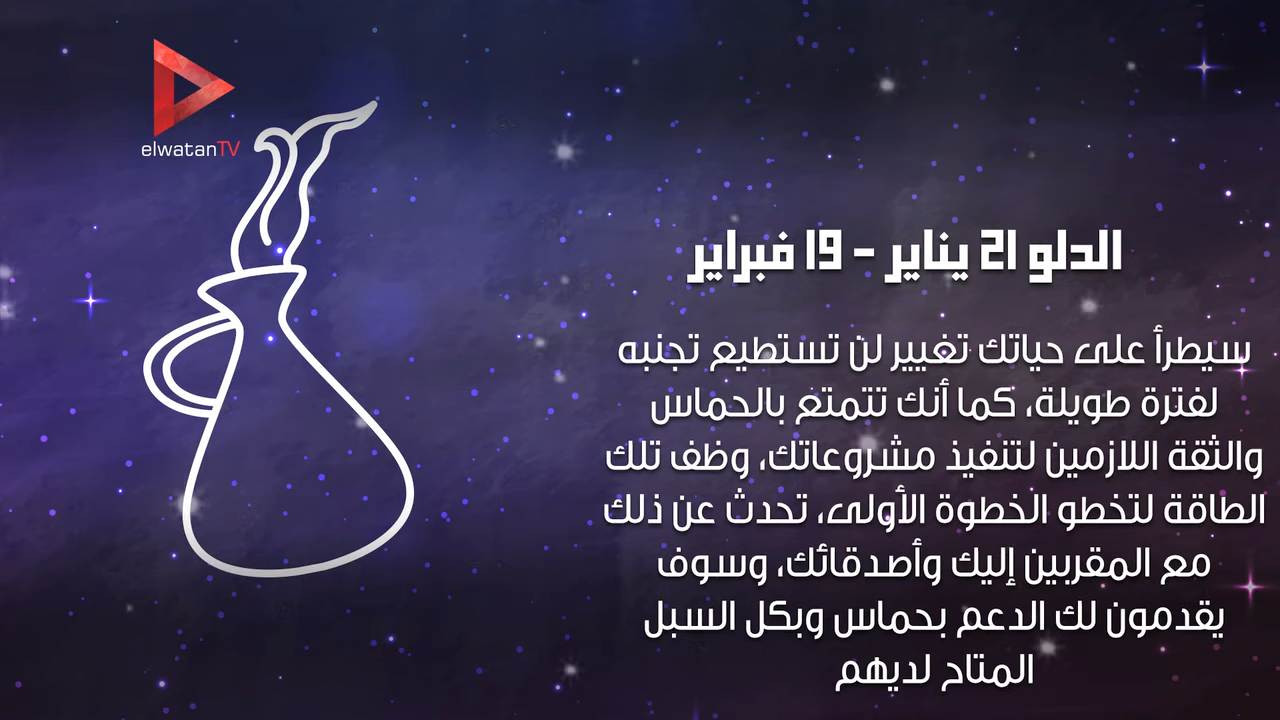 elwatanTV
الدلو 21 يناير - 19 فبراير
سيطرأ على حياتك تغيير لن تستطيع تجنبه
لفترة طويلة، كما أنك تتمتع بالحماس
والثقة اللازمين لتنفيذ مشروعاتك، وظف تلك
الطاقة لتخطو الخطوة الأولى، تحدث عن ذلك
مع المقربين إليك وأصدقائك، وسوف
يقدمون لك الدعم بحماس وبكل السبل
المتاح لديهم